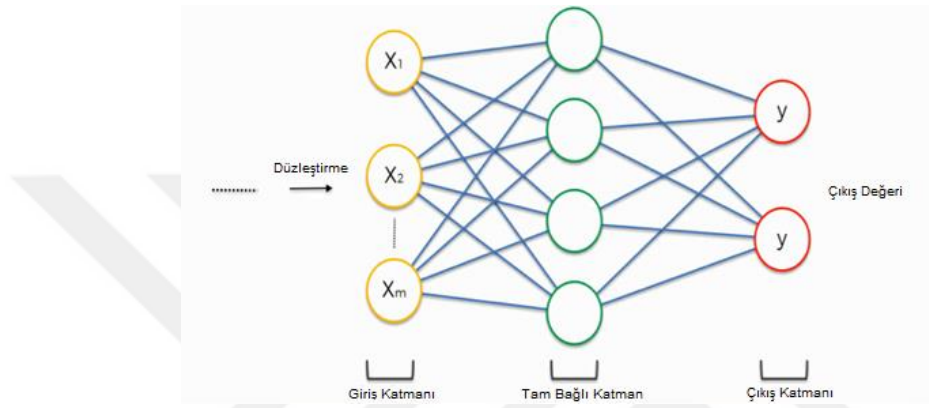 X1
X2
Xm
Düzleştirme
y
y
Çıkış Değeri
Giriş Katmanı
Tam Bağlı Katman
Çıkış Katmanı